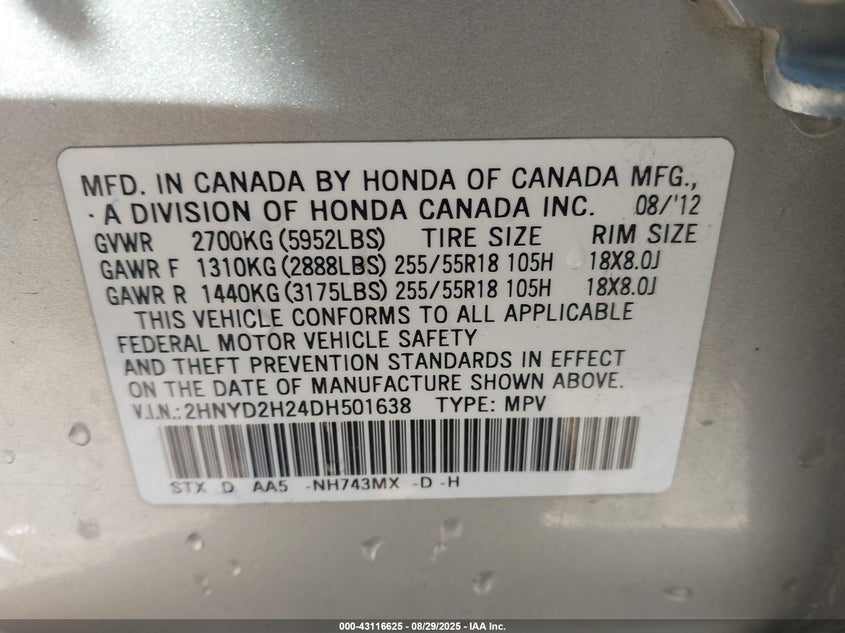 MFD. IN CANADA BY HONDA OF CANADA MFG.,
· A DIVISION OF HONDA CANADA INC. 08/'12
GVWR 2700KG (5952LBS) TIRE SIZE RIM SIZE
GAWR F 1310KG (2888LBS) 255/55R18 105H 18X8.0J
GAWR R 1440KG (3175LBS) 255/55R18 105H 18X8.0J
THIS VEHICLE CONFORMS TO ALL APPLICABLE
FEDERAL MOTOR VEHICLE SAFETY
AND THEFT PREVENTION STANDARDS IN EFFECT
ON THE DATE OF MANUFACTURE SHOWN ABOVE.
V.I.N.: 2HNYD2H24DH501638 TYPE: MPV
STX D AA5 -NH743MX -D -H
000-43116625 - 08/29/2025 - IAA Inc.